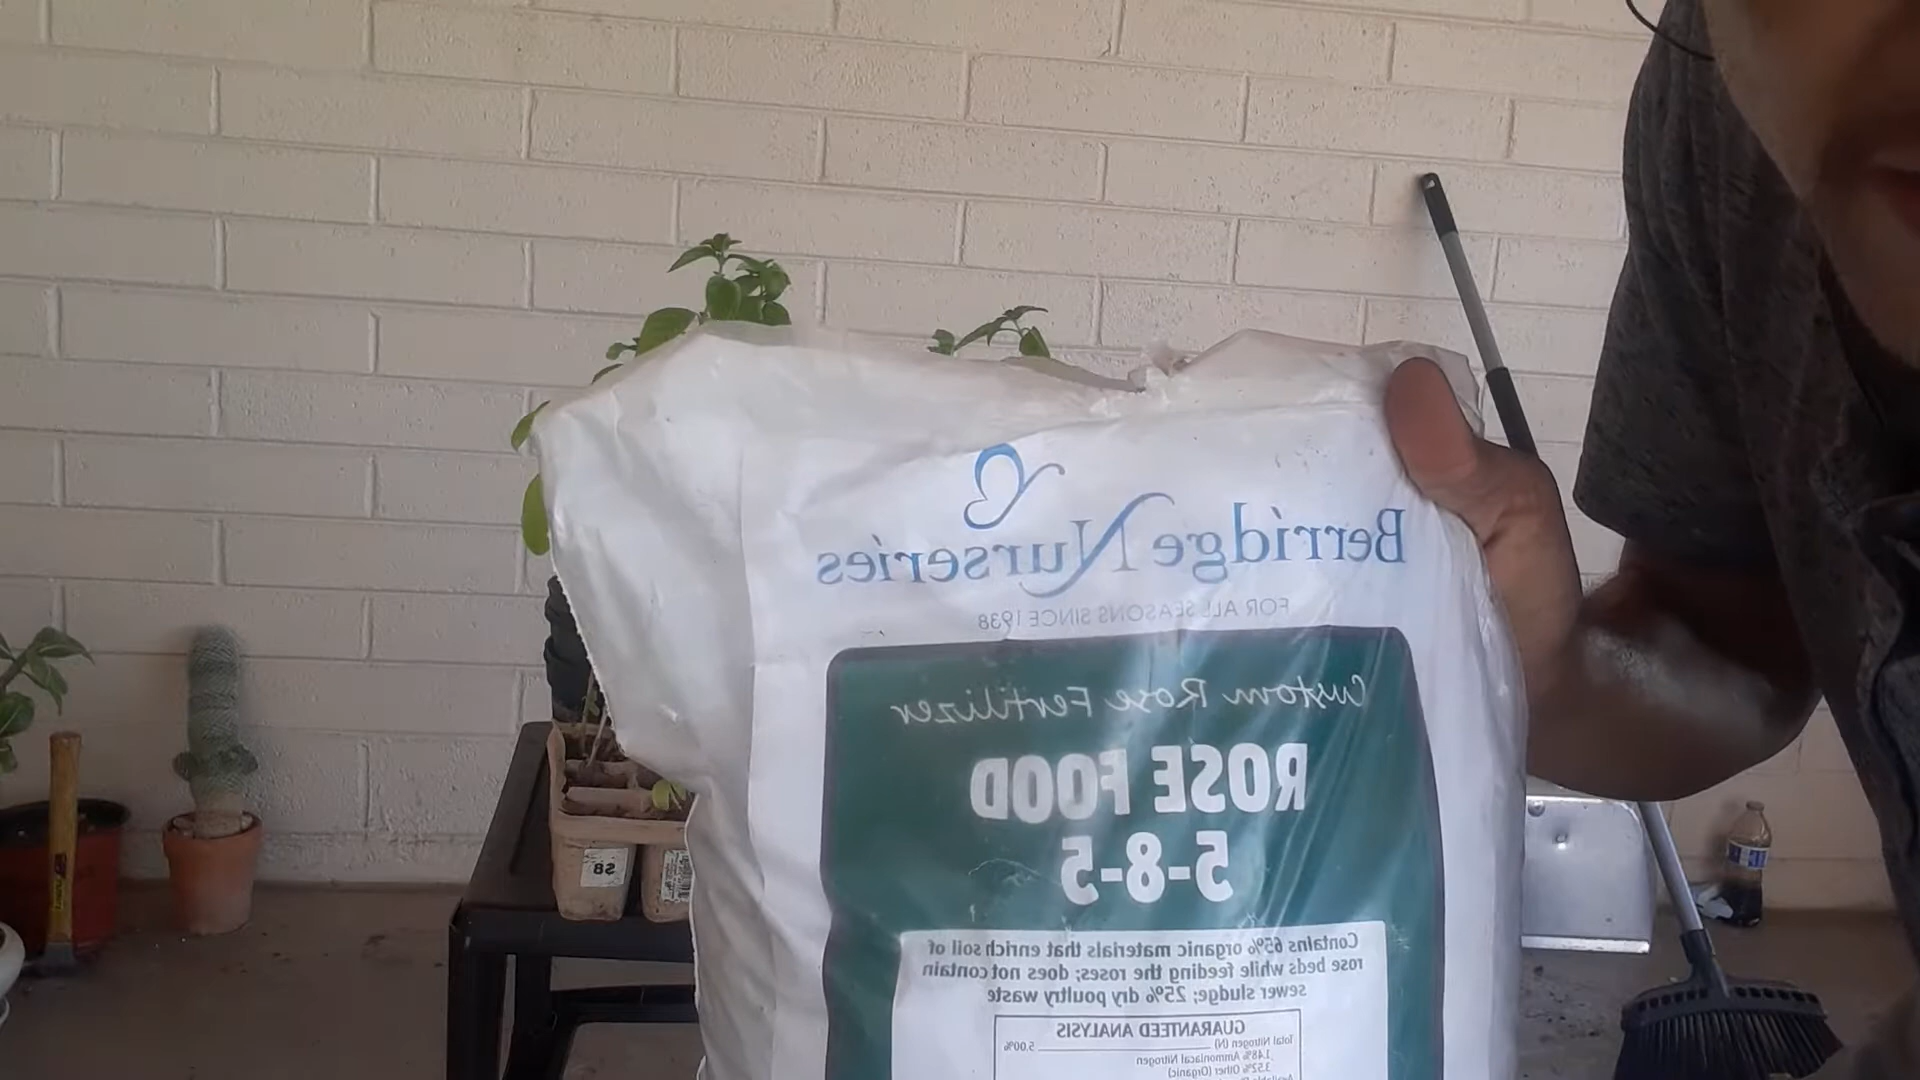 Berridge Nurseries
FOR ALL SEASONS SINCE 1938
Custom Rose Fertilizer
ROSE FOOD
5-8-5
Contains 65% organic materials that enrich soil of
rose beds while feeding the roses; does not contain
sewer sludge; 25% dry poultry waste
GUARANTEED ANALYSIS
Total Nitrogen (N) 5.00%
1.48% Ammoniacal Nitrogen
3.52% Other (Organic)